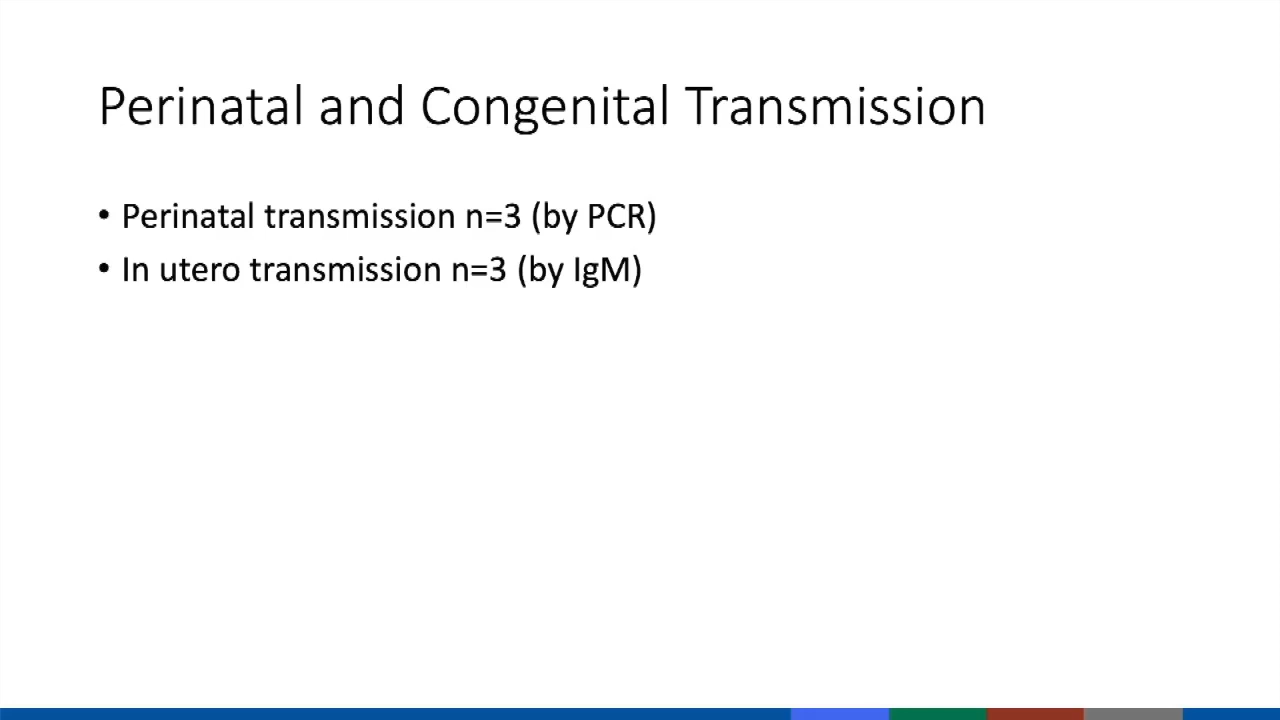 Perinatal and Congenital Transmission
• Perinatal transmission n=3 (by PCR)
• In utero transmission n=3 (by IgM)